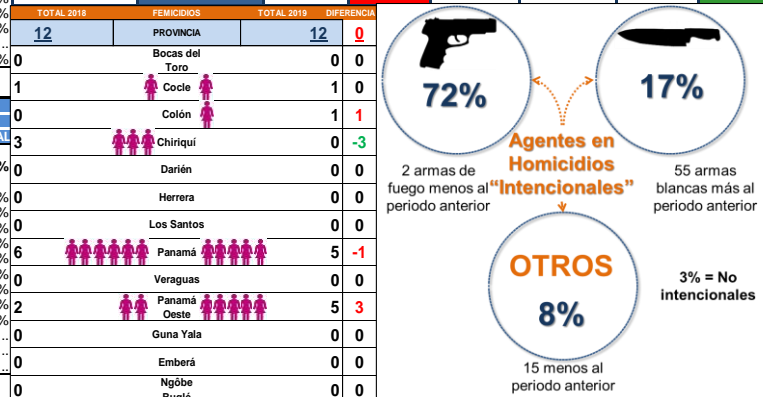 TOTAL 2018 FEMICIDIOS TOTAL 2019 DIFERENCIA
12 PROVINCIA 12 0
0 Bocas del Toro 0 0
1 Cocle 1 0
0 Colón 1 1
3 Chiriquí 0 -3
0 Darién 0 0
0 Herrera 0 0
0 Los Santos 0 0
6 Panamá 5 -1
0 Veraguas 0 0
2 Panamá Oeste 5 3
0 Guna Yala 0 0
0 Emberá 0 0
0 Ngôbe 0 0
72%
17%
Agentes en
Homicidios
“Intencionales”
2 armas de
fuego menos al
periodo anterior
55 armas
blancas más al
periodo anterior
OTROS
8%
15 menos al
periodo anterior
3% = No
intencionales